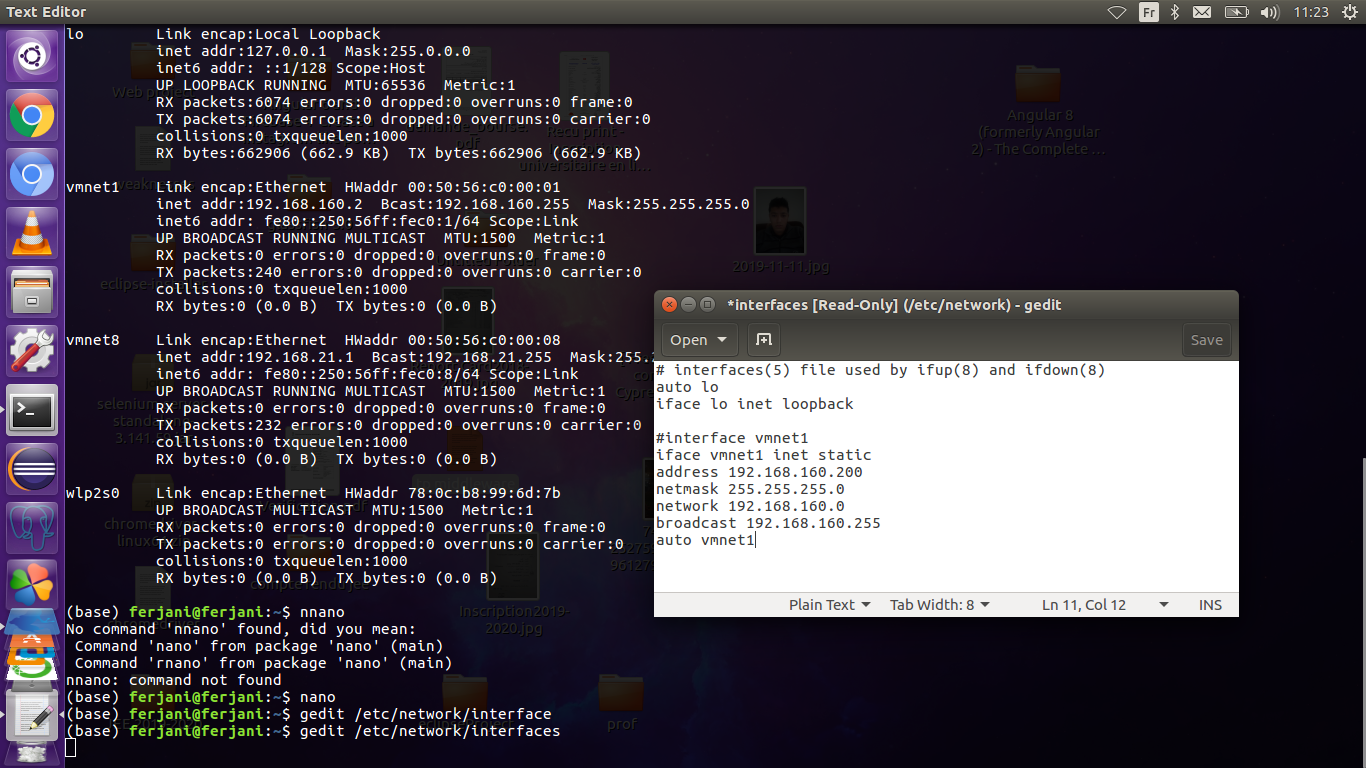 Text Editor
Fr
11:23
lo Link encap:Local Loopback
inet addr:127.0.0.1 Mask:255.0.0.0
inet6 addr: ::1/128 Scope:Host
UP LOOPBACK RUNNING MTU:65536 Metric:1
RX packets:6074 errors:0 dropped:0 overruns:0 frame:0
TX packets:6074 errors:0 dropped:0 overruns:0 carrier:0
collisions:0 txqueuelen:1000
RX bytes:662906 (662.9 KB) TX bytes:662906 (662.9 KB)
vmnet1 Link encap:Ethernet HWaddr 00:50:56:c0:00:01
inet addr:192.168.160.2 Bcast:192.168.160.255 Mask:255.255.255.0
inet6 addr: fe80::250:56ff:fec0:1/64 Scope:Link
UP BROADCAST RUNNING MULTICAST MTU:1500 Metric:1
RX packets:0 errors:0 dropped:0 overruns:0 frame:0
TX packets:240 errors:0 dropped:0 overruns:0 carrier:0
collisions:0 txqueuelen:1000
RX bytes:0 (0.0 B) TX bytes:0 (0.0 B)
vmnet8 Link encap:Ethernet HWaddr 00:50:56:c0:00:08
inet addr:192.168.21.1 Bcast:192.168.21.255 Mask:255.2
inet6 addr: fe80::250:56ff:fec0:8/64 Scope:Link
UP BROADCAST RUNNING MULTICAST MTU:1500 Metric:1
RX packets:0 errors:0 dropped:0 overruns:0 frame:0
TX packets:232 errors:0 dropped:0 overruns:0 carrier:0
collisions:0 txqueuelen:1000
RX bytes:0 (0.0 B) TX bytes:0 (0.0 B)
wlp2s0 Link encap:Ethernet HWaddr 78:0c:b8:99:6d:7b
UP BROADCAST MULTICAST MTU:1500 Metric:1
RX packets:0 errors:0 dropped:0 overruns:0 frame:0
TX packets:0 errors:0 dropped:0 overruns:0 carrier:0
collisions:0 txqueuelen:1000
RX bytes:0 (0.0 B) TX bytes:0 (0.0 B)
(base) ferjani@ferjani:~$ nnano
No command 'nnano' found, did you mean:
Command 'nano' from package 'nano' (main)
Command 'rnano' from package 'nano' (main)
nnano: command not found
(base) ferjani@ferjani:~$ nano
(base) ferjani@ferjani:~$ gedit /etc/network/interface
(base) ferjani@ferjani:~$ gedit /etc/network/interfaces
Angular 8
(formerly Angular
2) - The Complete ...
2019-11-11.jpg
Inscription2019-
2020.jpg
prof
*interfaces [Read-Only] (/etc/network) - gedit
Open
Save
# interfaces(5) file used by ifup(8) and ifdown(8)
auto lo
iface lo inet loopback
#interface vmnet1
iface vmnet1 inet static
address 192.168.160.200
netmask 255.255.255.0
network 192.168.160.0
broadcast 192.168.160.255
auto vmnet1
Plain Text
Tab Width: 8
Ln 11, Col 12
INS